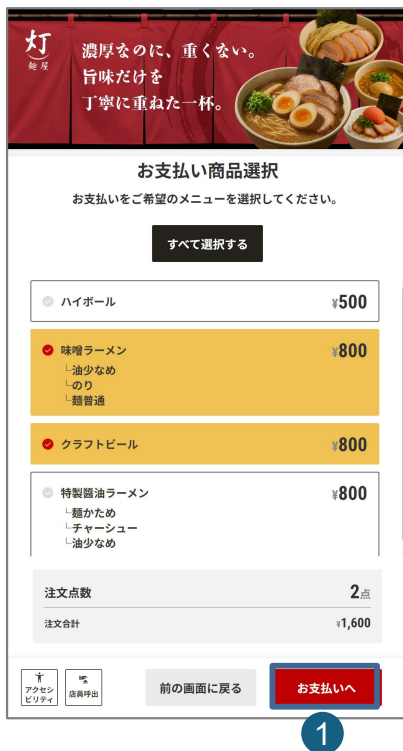 灯
麺屋
濃厚なのに、重くない。
旨味だけを
丁寧に重ねた一杯。
お支払い商品選択
お支払いをご希望のメニューを選択してください。
すべて選択する
ハイボール ¥500
味噌ラーメン ¥800
└油少なめ
└のり
└麺普通
クラフトビール ¥800
特製醤油ラーメン ¥800
└麺かため
└チャーシュー
└油少なめ
注文点数 2点
注文合計 ¥1,600
アクセシ
ビリティ
店員呼出
前の画面に戻る
お支払いへ
1